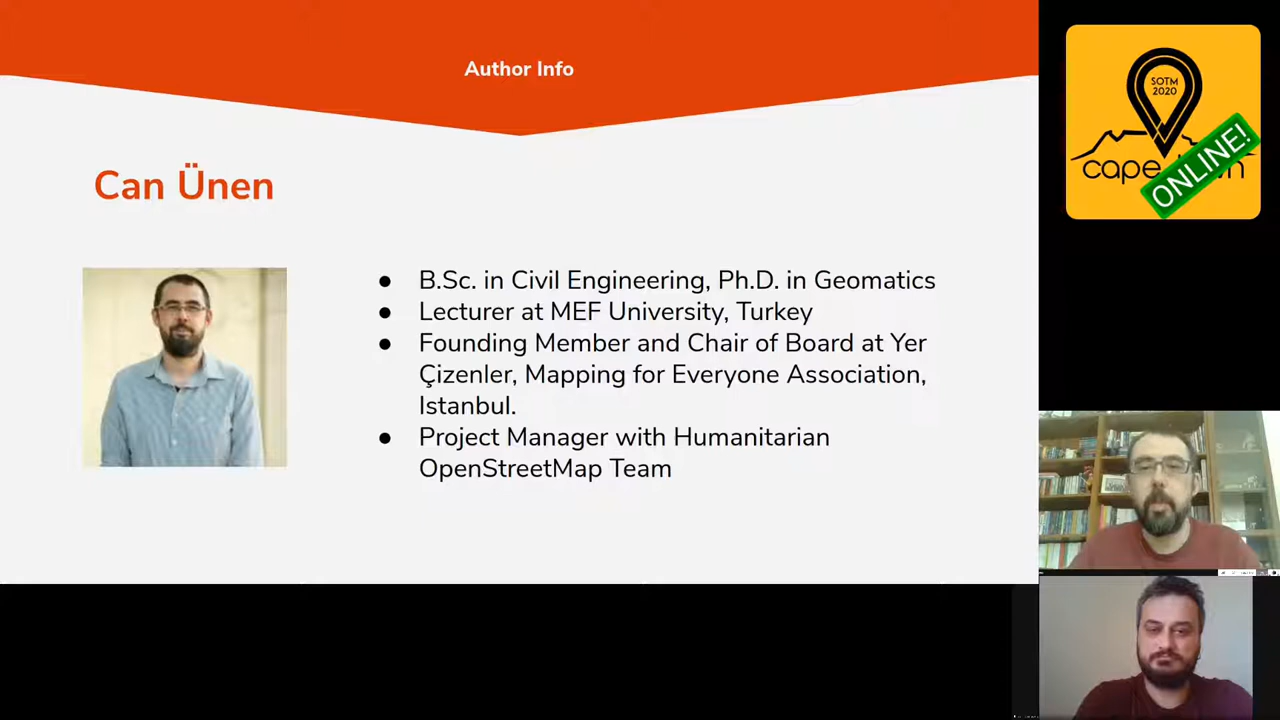 Author Info
Can Ünen
● B.Sc. in Civil Engineering, Ph.D. in Geomatics
● Lecturer at MEF University, Turkey
● Founding Member and Chair of Board at Yer
Çizenler, Mapping for Everyone Association,
Istanbul.
● Project Manager with Humanitarian
OpenStreetMap Team
SOTM
2020
cape
ONLINE!